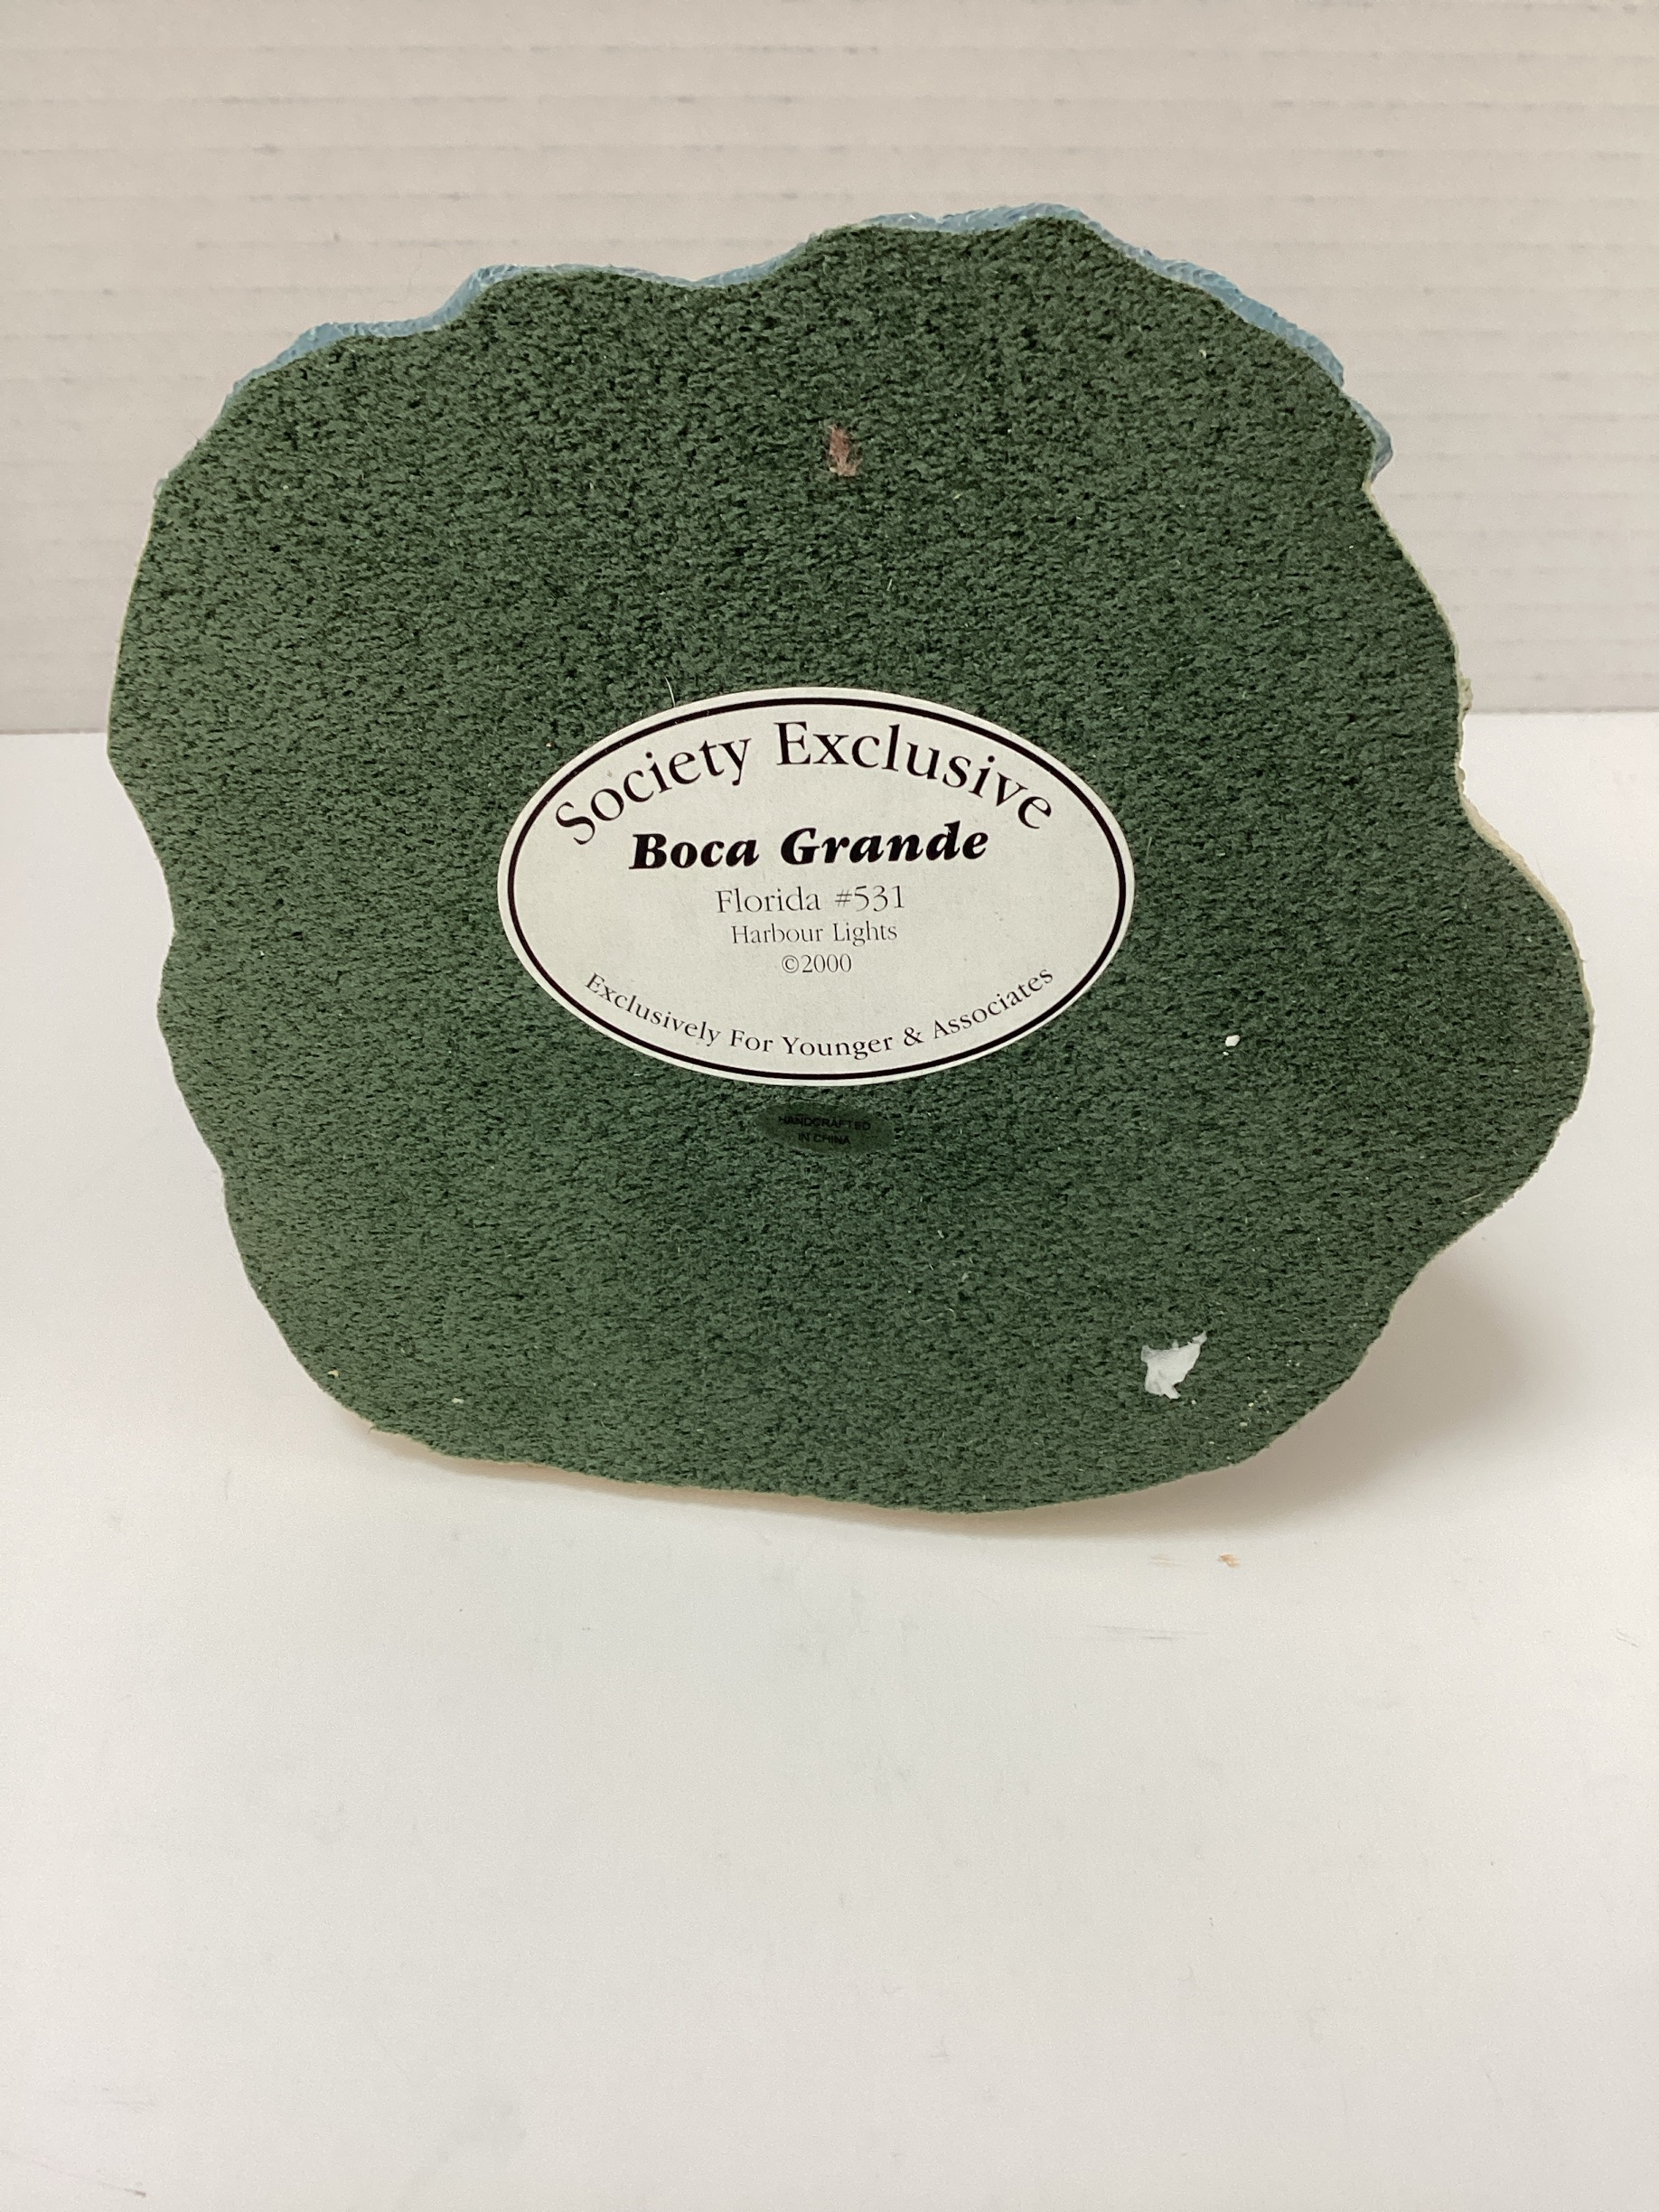 Society Exclusive
Boca Grande
Florida #531
Harbour Lights
©2000
Exclusively For Younger & Associates
HANDCRAFTED
IN CHINA